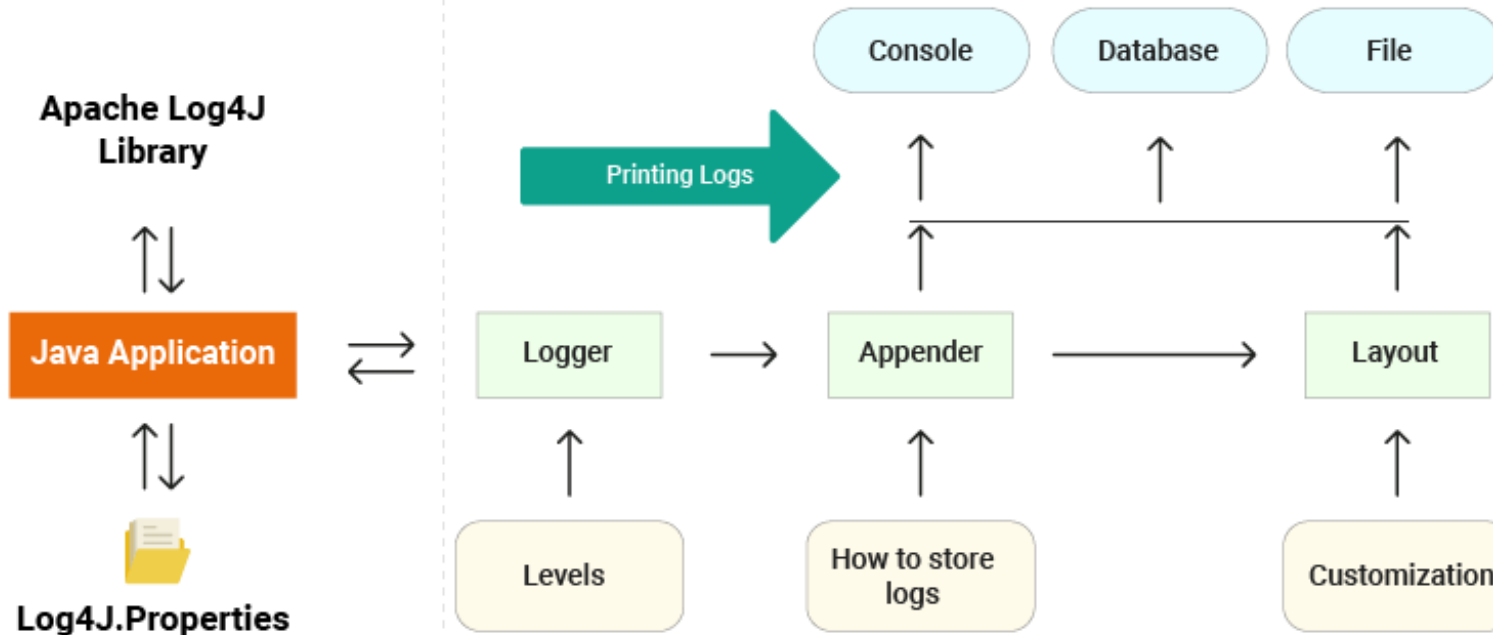 Console
Database
File
Apache Log4J
Library
Printing Logs
Java Application
Logger
Appender
Layout
Levels
How to store
logs
Customization
Log4J.Properties